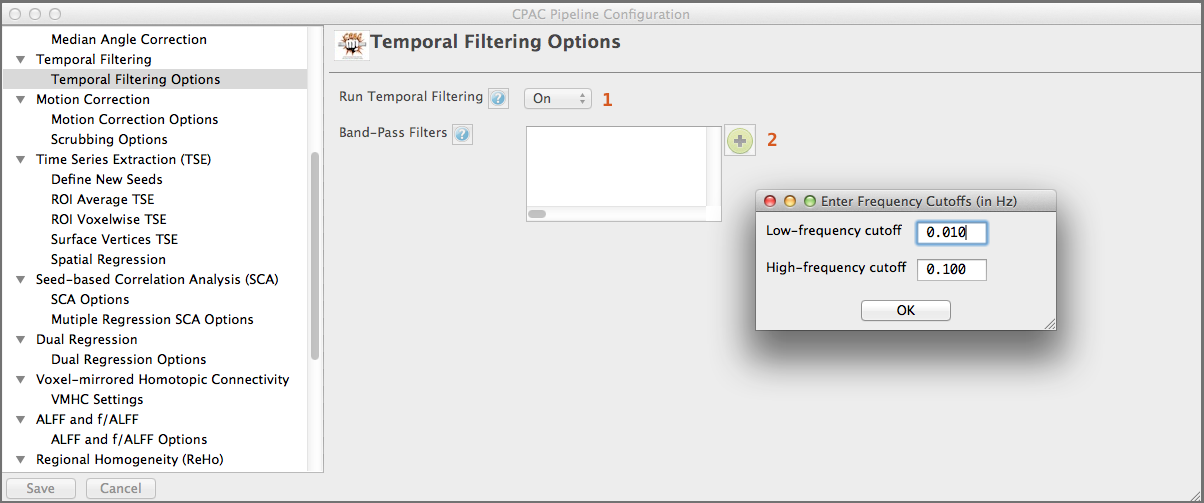 CPAC Pipeline Configuration
Median Angle Correction
Temporal Filtering
Temporal Filtering Options
Motion Correction
Motion Correction Options
Scrubbing Options
Time Series Extraction (TSE)
Define New Seeds
ROI Average TSE
ROI Voxelwise TSE
Surface Vertices TSE
Spatial Regression
Seed-based Correlation Analysis (SCA)
SCA Options
Mutiple Regression SCA Options
Dual Regression
Dual Regression Options
Voxel-mirrored Homotopic Connectivity
VMHC Settings
ALFF and f/ALFF
ALFF and f/ALFF Options
Regional Homogeneity (ReHo)
Save Cancel
Temporal Filtering Options
Run Temporal Filtering ? On 1
Band-Pass Filters ? + 2
Enter Frequency Cutoffs (in Hz)
Low-frequency cutoff 0.010
High-frequency cutoff 0.100
OK